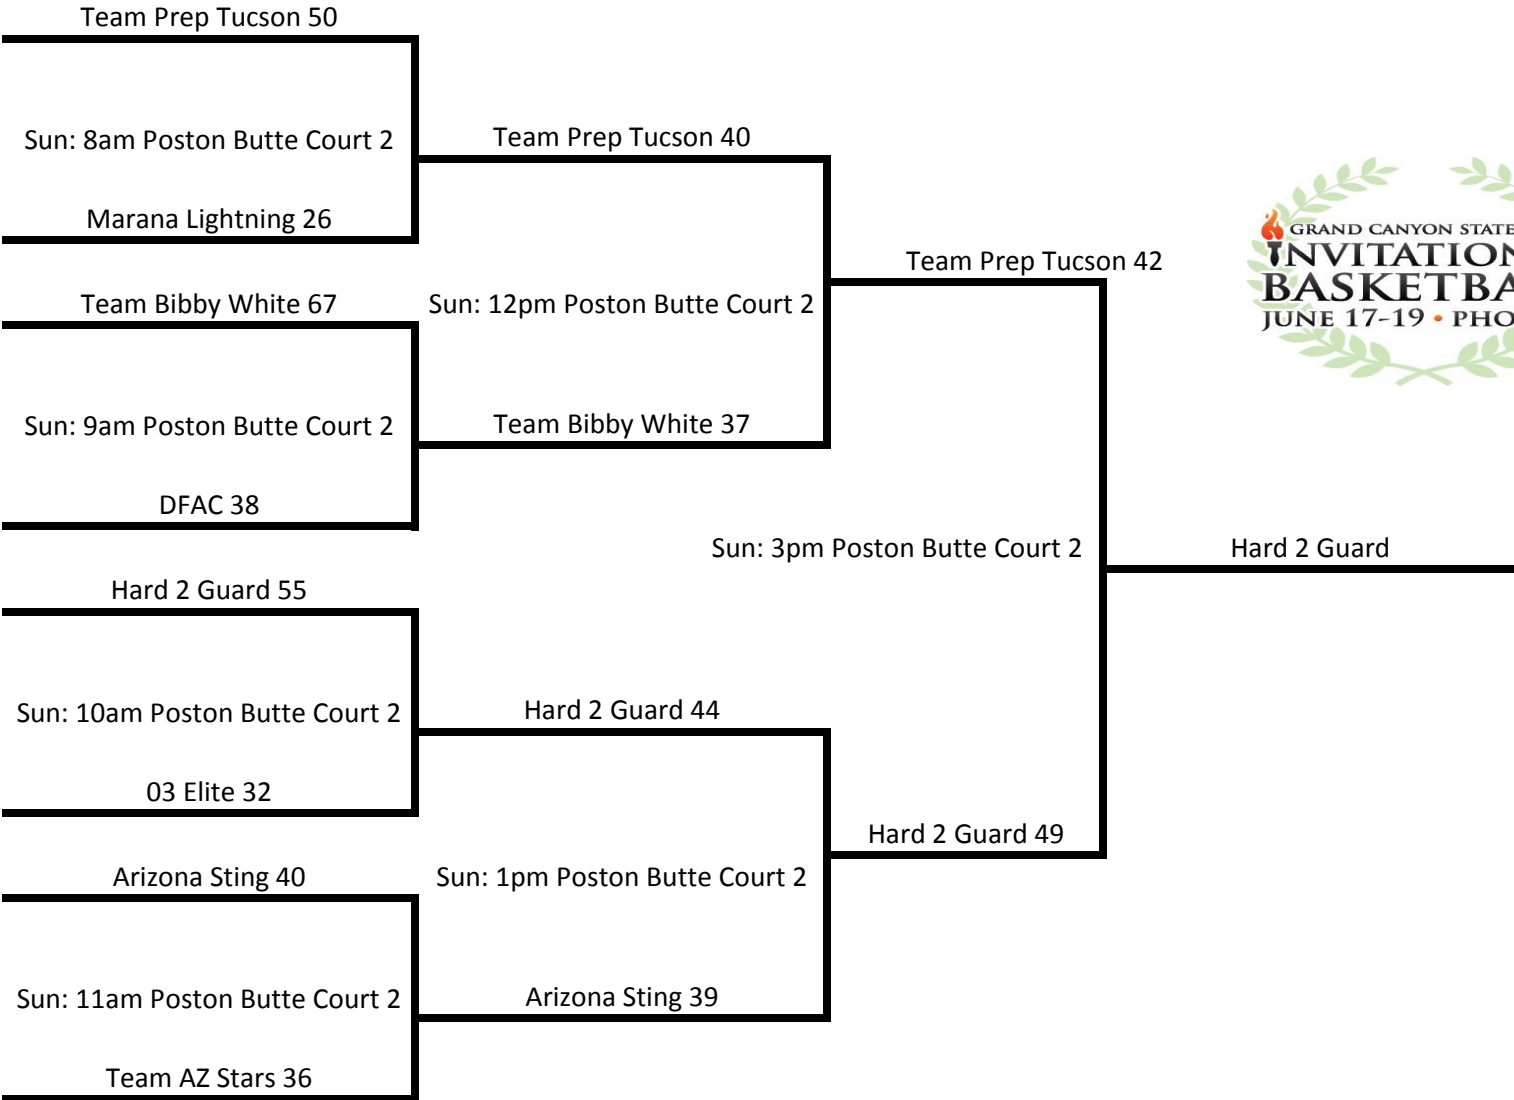 Team Prep Tucson 50
Sun: 8am Poston Butte Court 2
Marana Lightning 26
Team Bibby White 67
Sun: 9am Poston Butte Court 2
DFAC 38
Hard 2 Guard 55
Sun: 10am Poston Butte Court 2
03 Elite 32
Arizona Sting 40
Sun: 11am Poston Butte Court 2
Team AZ Stars 36
Team Prep Tucson 40
Sun: 12pm Poston Butte Court 2
Team Bibby White 37
Hard 2 Guard 44
Sun: 1pm Poston Butte Court 2
Arizona Sting 39
Team Prep Tucson 42
Sun: 3pm Poston Butte Court 2
Hard 2 Guard 49
Hard 2 Guard
GRAND CANYON STATE
BASKETBA
JUNE 17-19 •